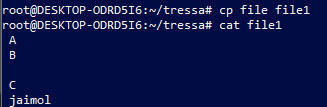 root@DESKTOP-ODRD5I6:~/tressa# cp file file1
root@DESKTOP-ODRD5I6:~/tressa# cat file1
A
B
C
jaimol